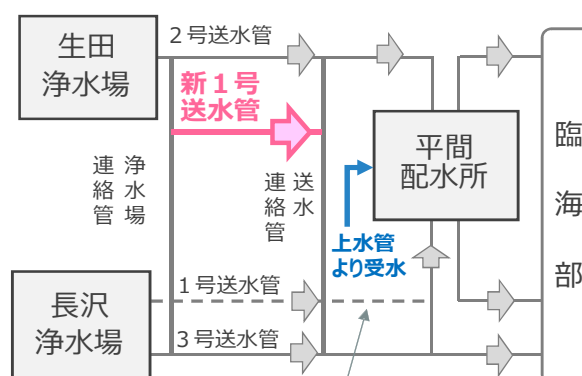 生田
浄水場
2号送水管
新1号
送水管
浄水場
連絡管
送水
連絡管
平間
配水所
上水管
より受水
臨海部
長沢
浄水場
1号送水管
3号送水管